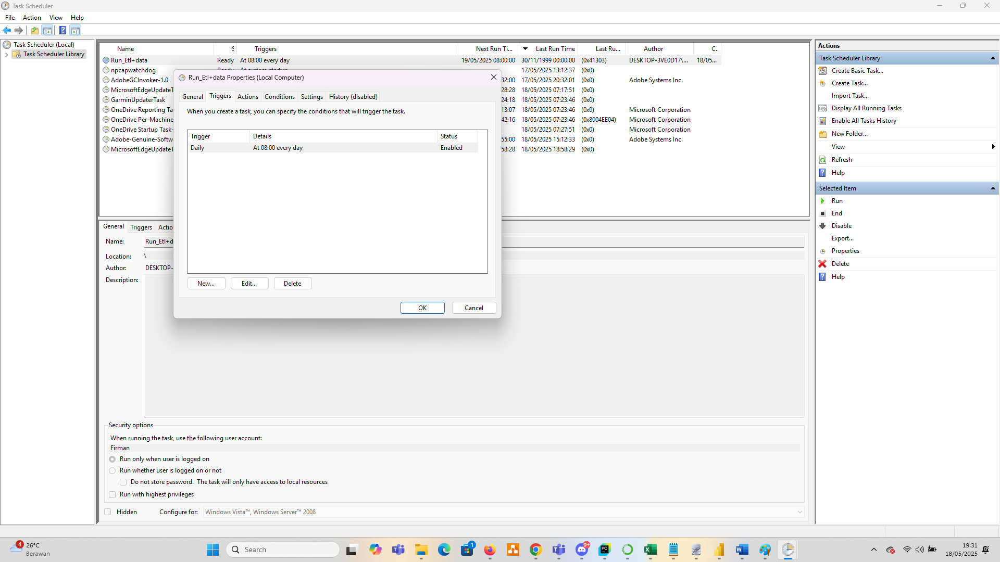 Task Scheduler
File Action View Help
Task Scheduler (Local)
Task Scheduler Library
Name S Triggers Next Run Ti... Last Run Time Last Ru... Author C..
Run_Etl+data Ready At 08:00 every day 19/05/2025 08:00:00 30/11/1999 00:00:00 (0x41303) DESKTOP-3VE0D17\... 18/05...
npcapwatchdog 17/05/2025 13:12:37 (0x0)
AdobeGCInvoker-1.0 32:00 17/05/2025 20:32:01 (0x0) Adobe Systems Inc.
MicrosoftEdgeUpdateT 28:28 18/05/2025 07:17:51 (0x0)
GarminUpdaterTask 24:18 18/05/2025 07:23:46 (0x0)
OneDrive Reporting Ta 13:07 18/05/2025 07:23:46 (0x0) Microsoft Corporation
OneDrive Per-Machine 42:16 18/05/2025 07:23:46 (0x8004EE04) Microsoft Corporation
OneDrive Startup Task- 18/05/2025 07:27:51 (0x0) Microsoft Corporation
Adobe-Genuine-Softw 55:00 18/05/2025 15:12:33 (0x0) Adobe Systems Inc.
MicrosoftEdgeUpdateT 58:28 18/05/2025 18:58:29 (0x0)
Run_Etl+data Properties (Local Computer)
General Triggers Actions Conditions Settings History (disabled)
When you create a task, you can specify the conditions that will trigger the task.
Trigger Details Status
Daily At 08:00 every day Enabled
New... Edit... Delete
OK Cancel
General Triggers Actio
Name: Run_Etl+d
Location: \
Author: DESKTOP-
Description:
Security options
When running the task, use the following user account:
Firman
Run only when user is logged on
Run whether user is logged on or not
Do not store password. The task will only have access to local resources
Run with highest privileges
Hidden Configure for: Windows Vista™, Windows Server™ 2008
Actions
Task Scheduler Library
Create Basic Task...
Create Task...
Import Task...
Display All Running Tasks
Enable All Tasks History
New Folder...
View
Refresh
Help
Selected Item
Run
End
Disable
Export...
Properties
Delete
Help
4 26°C
Berawan
Search
1
9+
PC
19:31
18/05/2025